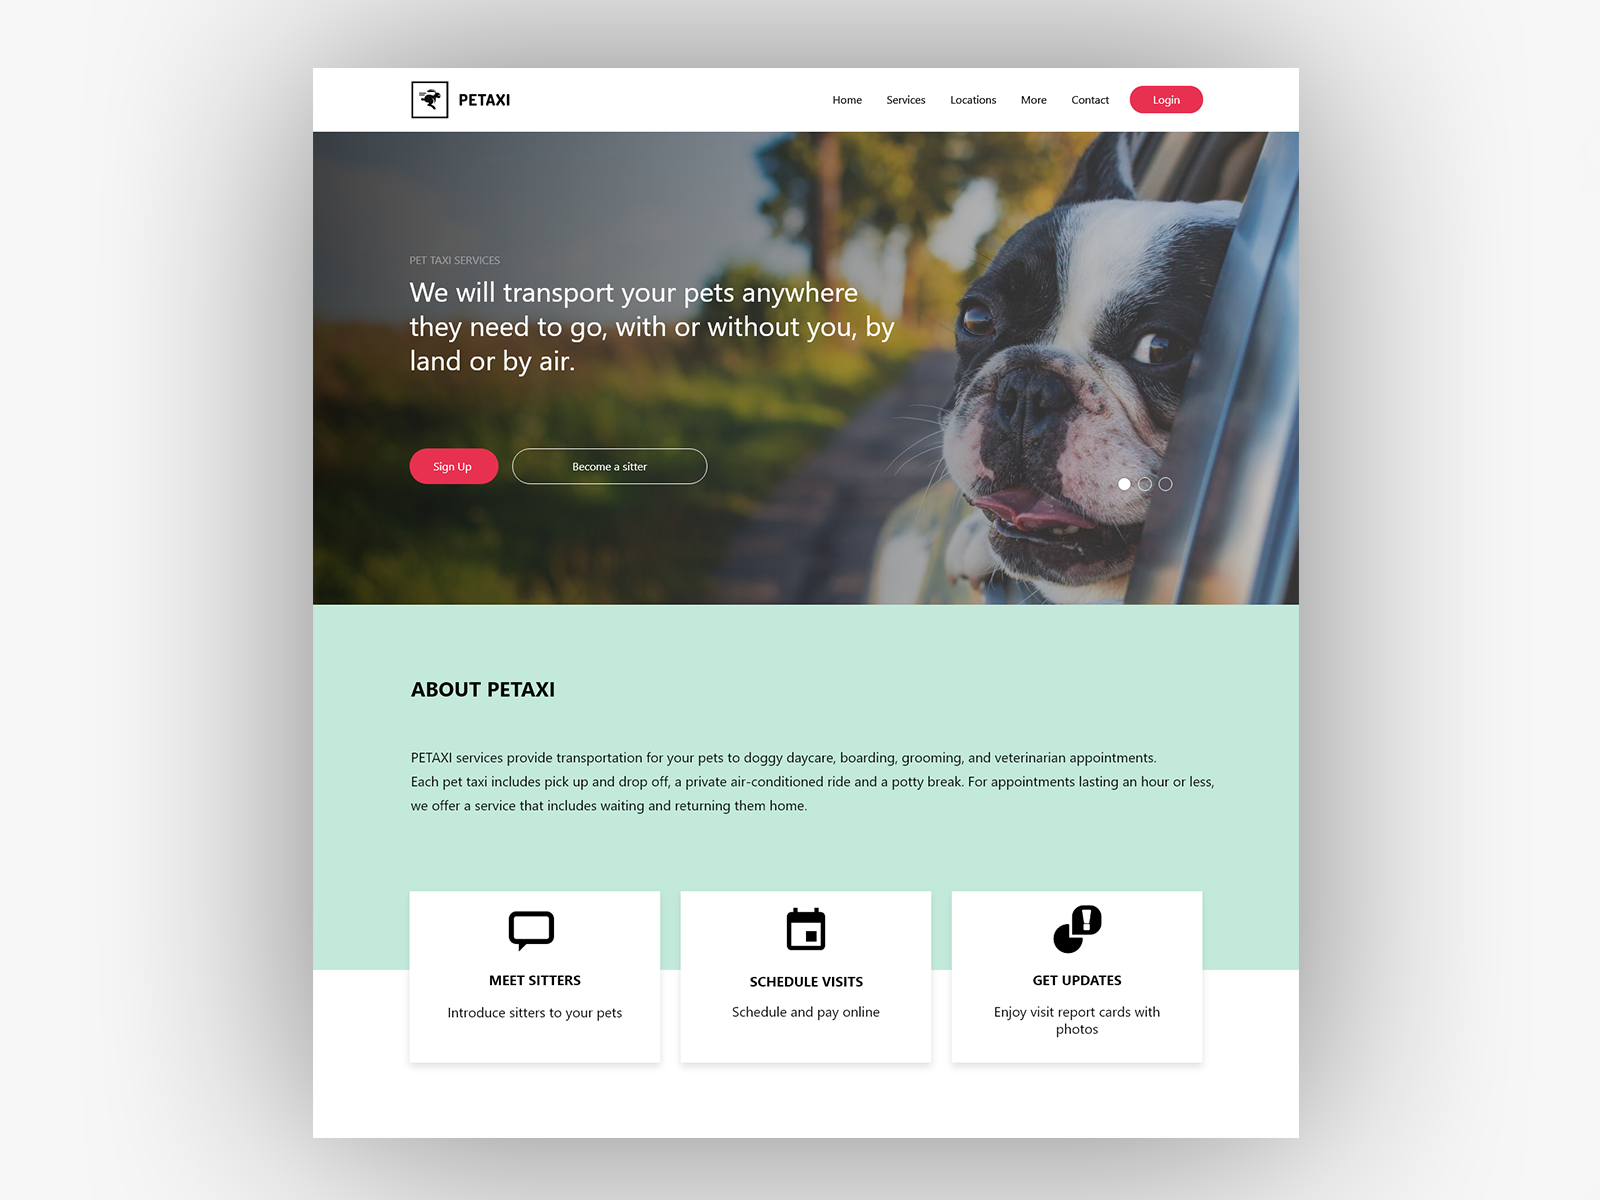 PETAXI
Home
Services
Locations
More
Contact
Login
PET TAXI SERVICES
We will transport your pets anywhere
they need to go, with or without you, by
land or by air.
Sign Up
Become a sitter
ABOUT PETAXI
PETAXI services provide transportation for your pets to doggy daycare, boarding, grooming, and veterinarian appointments.
Each pet taxi includes pick up and drop off, a private air-conditioned ride and a potty break. For appointments lasting an hour or less,
we offer a service that includes waiting and returning them home.
MEET SITTERS
Introduce sitters to your pets
SCHEDULE VISITS
Schedule and pay online
GET UPDATES
Enjoy visit report cards with
photos